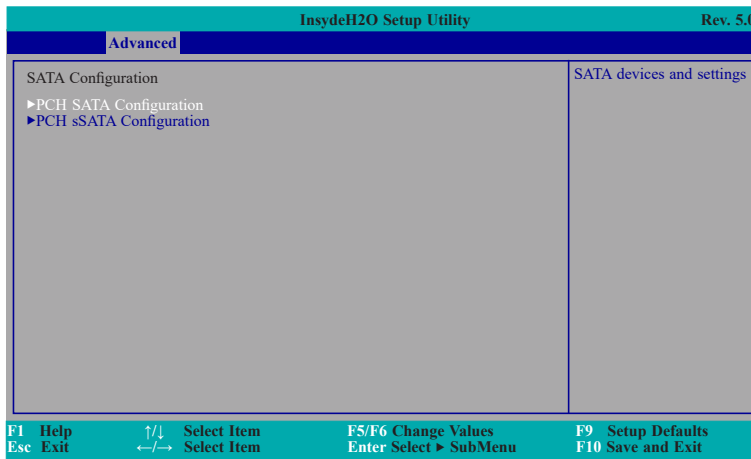 InsydeH2O Setup Utility Rev. 5.0
Advanced
SATA Configuration
SATA devices and settings
►PCH SATA Configuration
►PCH sSATA Configuration
F1 Help ↑/↓ Select Item F5/F6 Change Values F9 Setup Defaults
Esc Exit ←/→ Select Item Enter Select ► SubMenu F10 Save and Exit